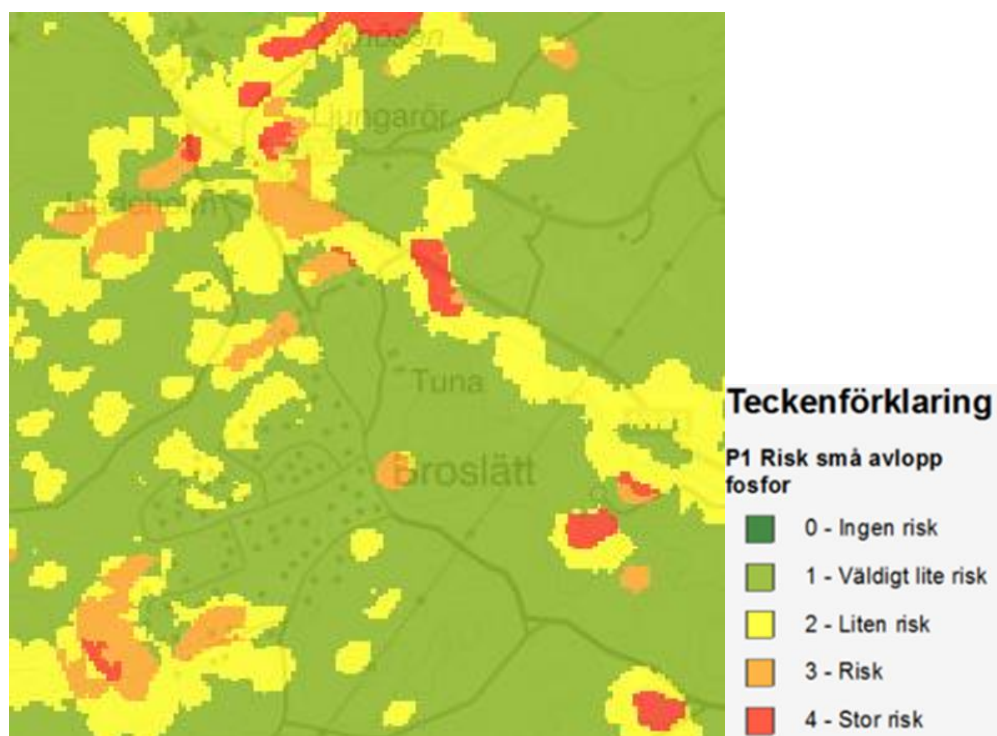 Ljungarör
Tuna
Broslätt
Teckenförklaring
P1 Risk små avlopp
fosfor
0 - Ingen risk
1 - Väldigt lite risk
2 - Liten risk
3 - Risk
4 - Stor risk